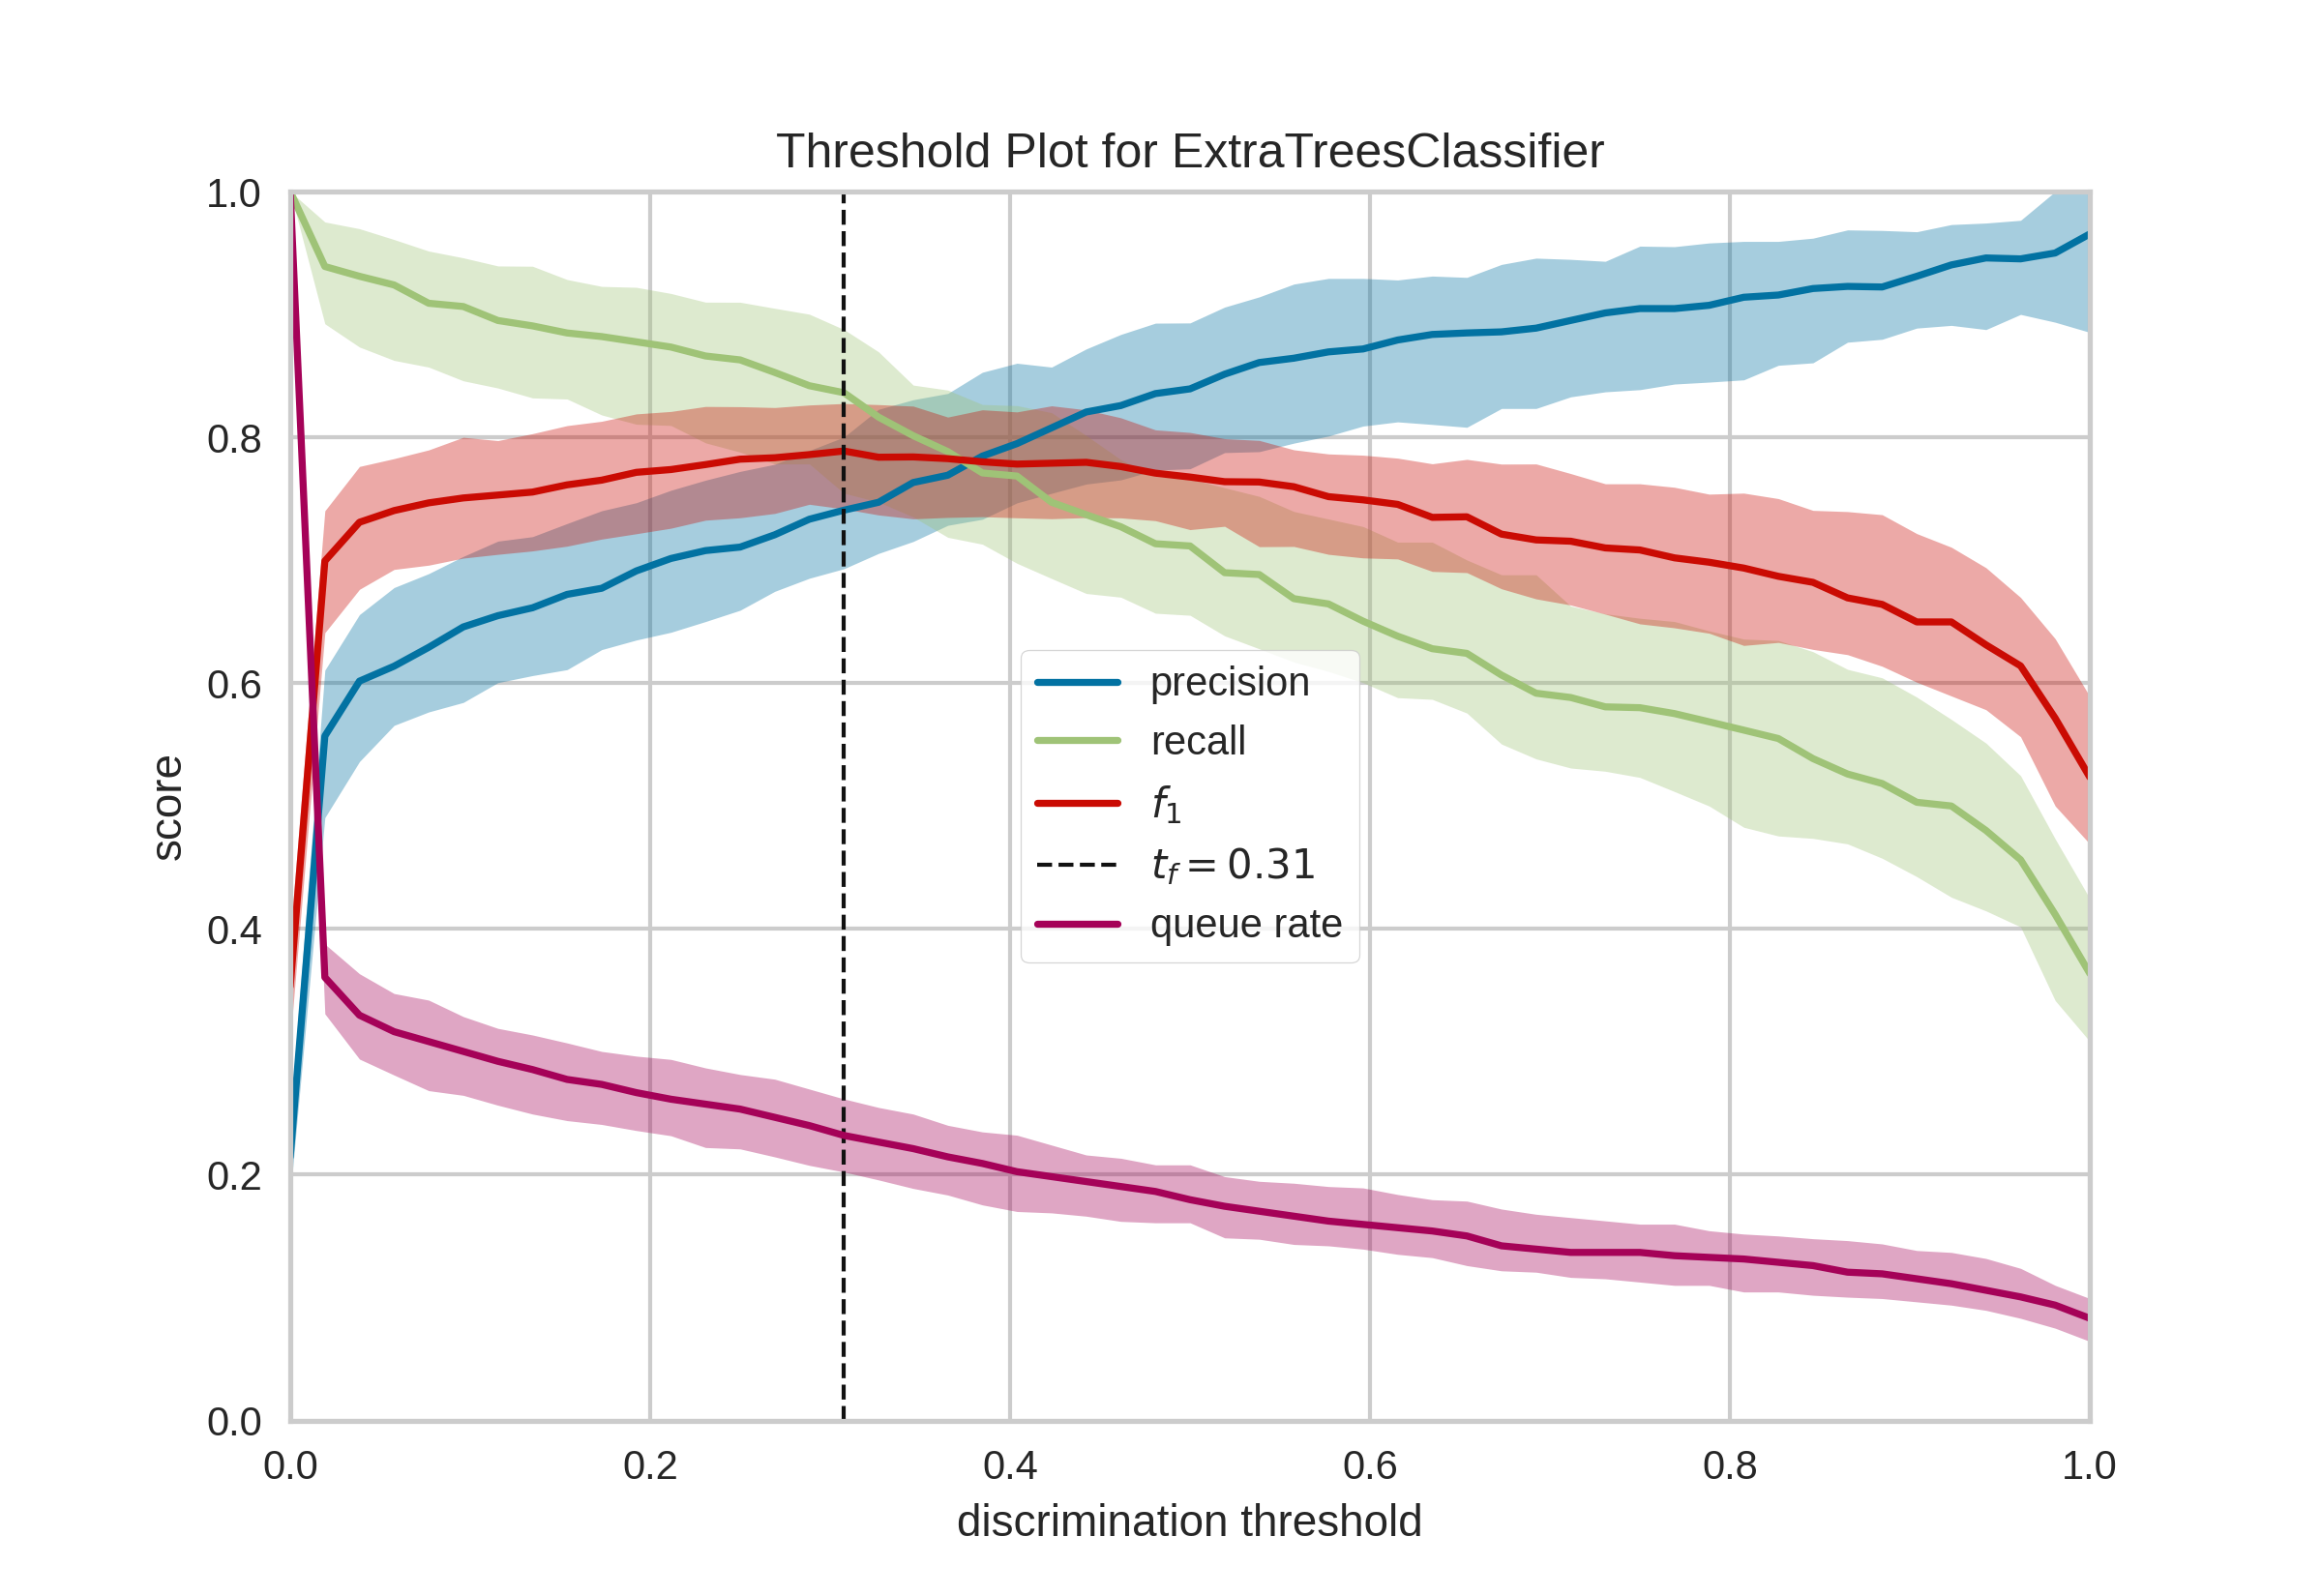 Threshold Plot for ExtraTreesClassifier
1.0
0.8
0.6
0.4
0.2
0.0
score
precision
recall
f₁
t_f = 0.31
queue rate
0.0 0.2 0.4 0.6 0.8 1.0
discrimination threshold